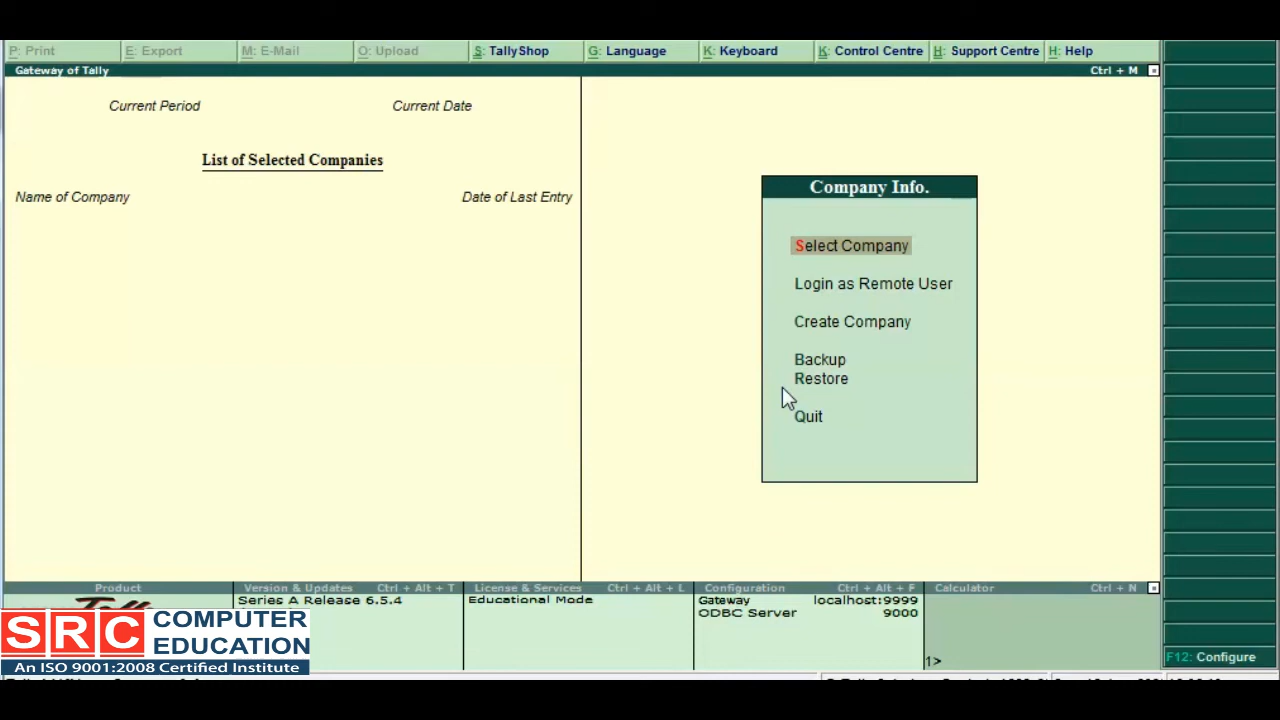 P: Print E: Export M: E-Mail O: Upload S: TallyShop G: Language K: Keyboard K: Control Centre H: Support Centre H: Help
Gateway of Tally Ctrl + M
Current Period Current Date
List of Selected Companies
Name of Company Date of Last Entry
Company Info.
Select Company
Login as Remote User
Create Company
Backup
Restore
Quit
Product Version & Updates Ctrl + Alt + T License & Services Ctrl + Alt + L Configuration Ctrl + Alt + F Calculator Ctrl + N
Series A Release 6.5.4 Educational Mode Gateway localhost:9999
ODBC Server 9000
1>
F12: Configure
SRC COMPUTER EDUCATION
An ISO 9001:2008 Certified Institute